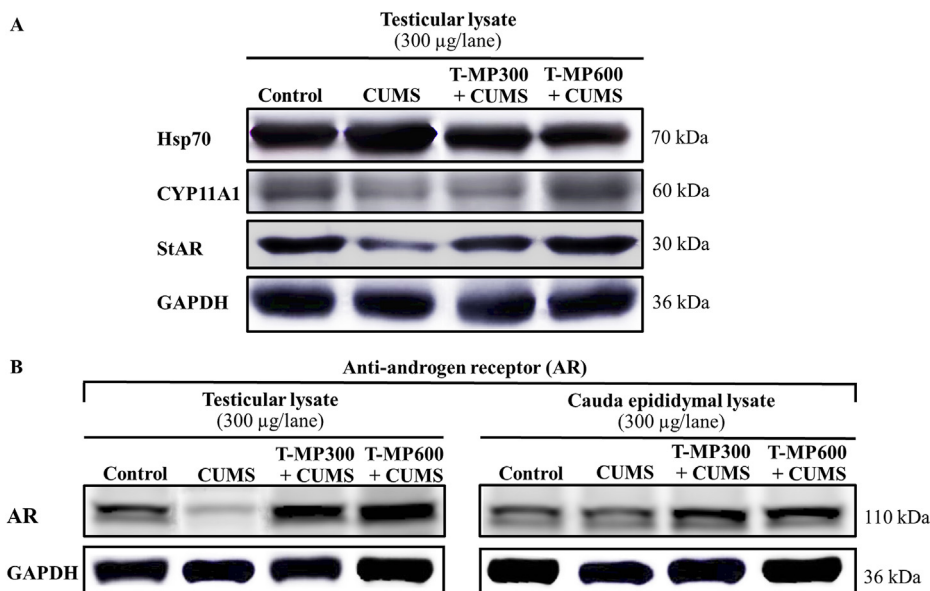 A
Testicular lysate
(300 µg/lane)
Control CUMS T-MP300 + CUMS T-MP600 + CUMS
Hsp70 70 kDa
CYP11A1 60 kDa
StAR 30 kDa
GAPDH 36 kDa
B
Anti-androgen receptor (AR)
Testicular lysate
(300 µg/lane)
Control CUMS T-MP300 + CUMS T-MP600 + CUMS
Cauda epididymal lysate
(300 µg/lane)
Control CUMS T-MP300 + CUMS T-MP600 + CUMS
AR 110 kDa
GAPDH 36 kDa